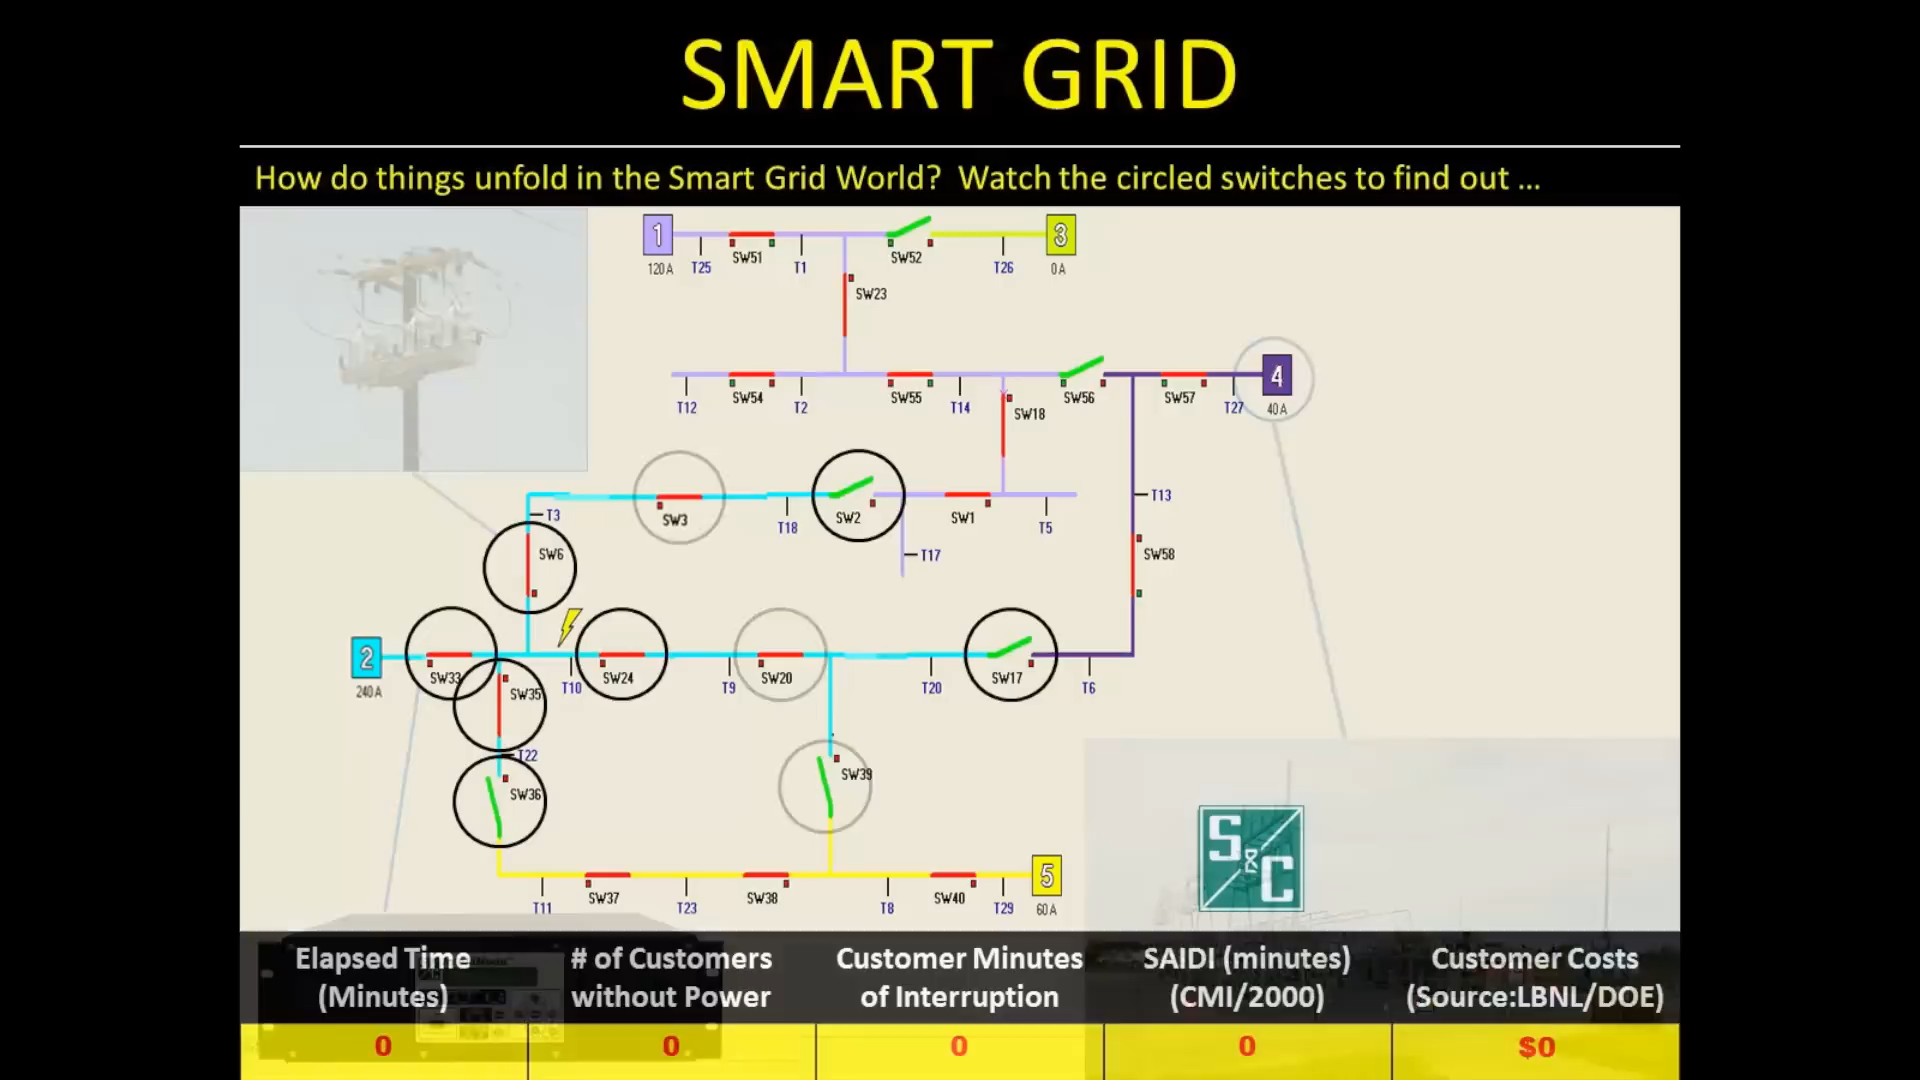 SMART GRID
How do things unfold in the Smart Grid World? Watch the circled switches to find out ...
1
3
120 A
T25
SW51
T1
SW52
T26
0 A
SW23
4
T12
SW54
T2
SW55
T14
SW18
SW56
SW57
T27
40 A
T3
SW3
T18
SW2
SW1
T5
T13
T17
SW6
SW58
2
240 A
SW33
SW35
T10
SW24
T9
SW20
T20
SW17
T6
T22
SW36
SW39
S&C
5
T11
SW37
T23
SW38
T8
SW40
T29
60 A
Elapsed Time
(Minutes)
# of Customers
without Power
Customer Minutes
of Interruption
SAIDI (minutes)
(CMI/2000)
Customer Costs
(Source:LBNL/DOE)
0
0
0
0
$0